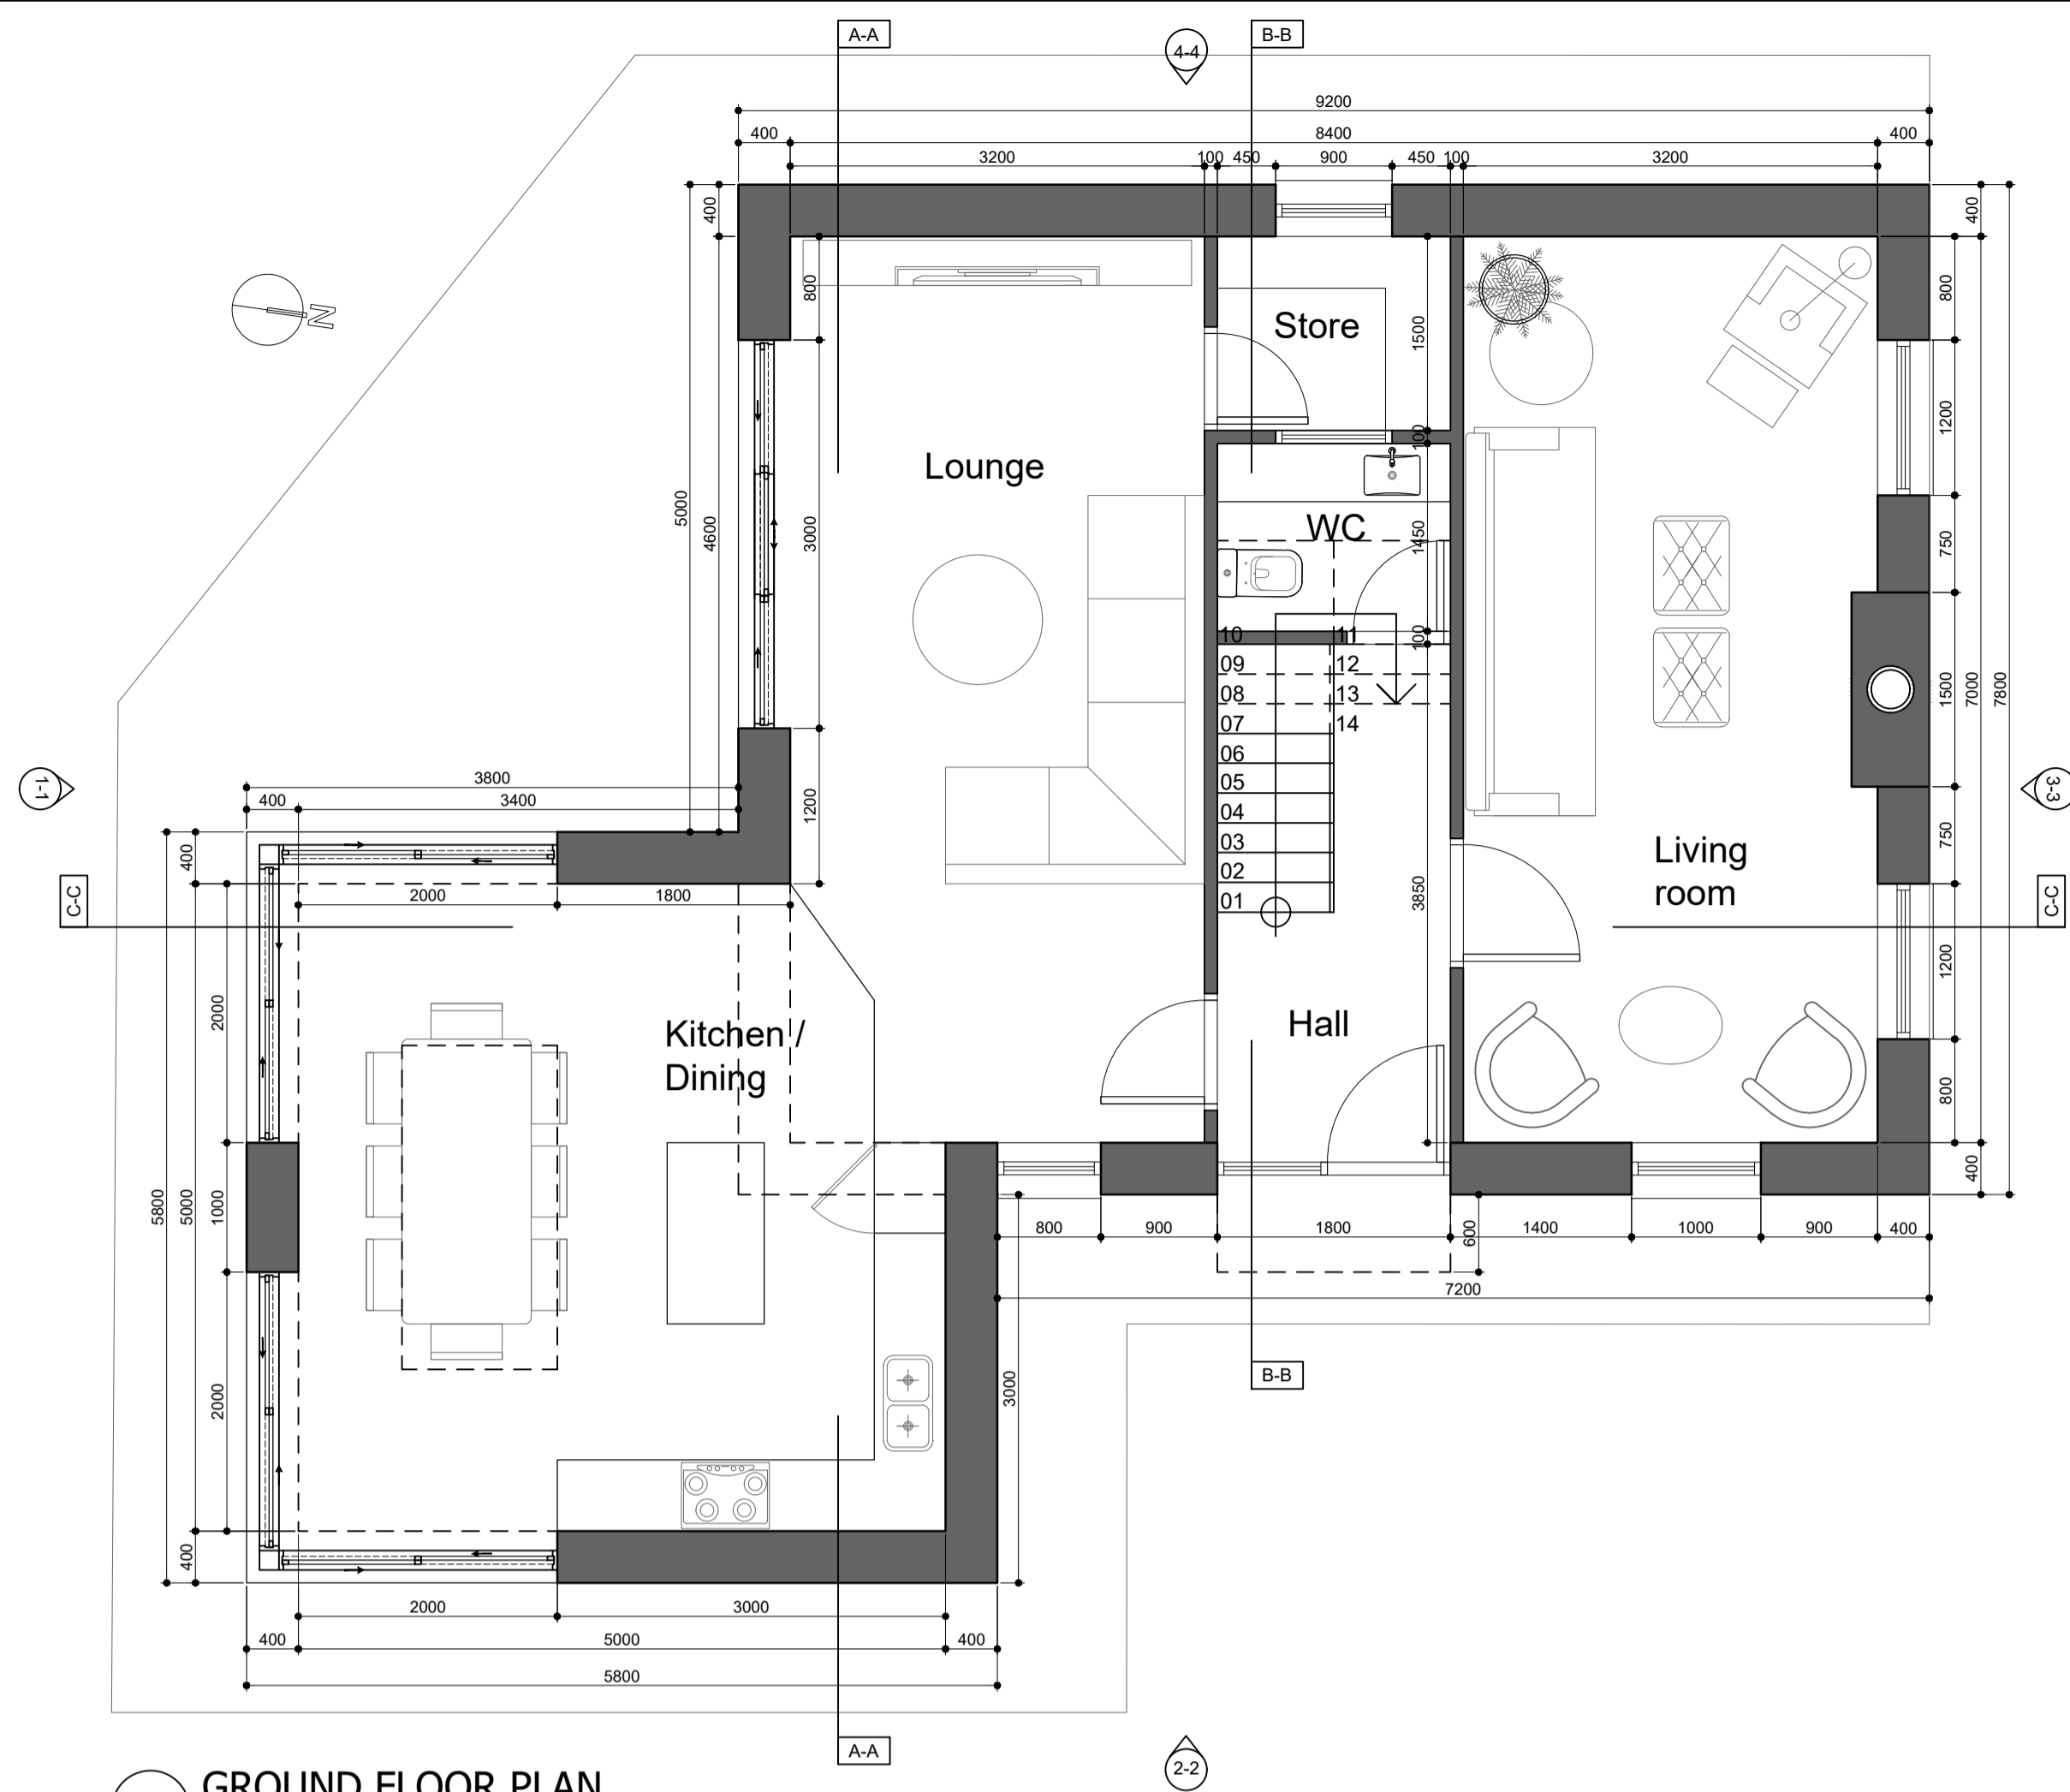 A-A
4-4
B-B
9200
400 8400 400
3200 100 450 900 450 100 3200
400
400
800
800
N
Store
1500
1200
Lounge
100
5000
4600
3000
WC
1450
750
10 11
100
09 12
08 13
07 14
06
05
04
03
02
01
1500
7000
7800
1-1
3-3
3800
400 3400
1200
400
750
Living
room
C-C
2000 1800
3850
C-C
2000
1200
Hall
Kitchen /
Dining
800
5800
5000
1000
400
800 900 1800 600 1400 1000 900 400
7200
B-B
2000
3000
400
2000 3000
400 5000 400
5800
A-A
2-2
GROUND FLOOR PLAN